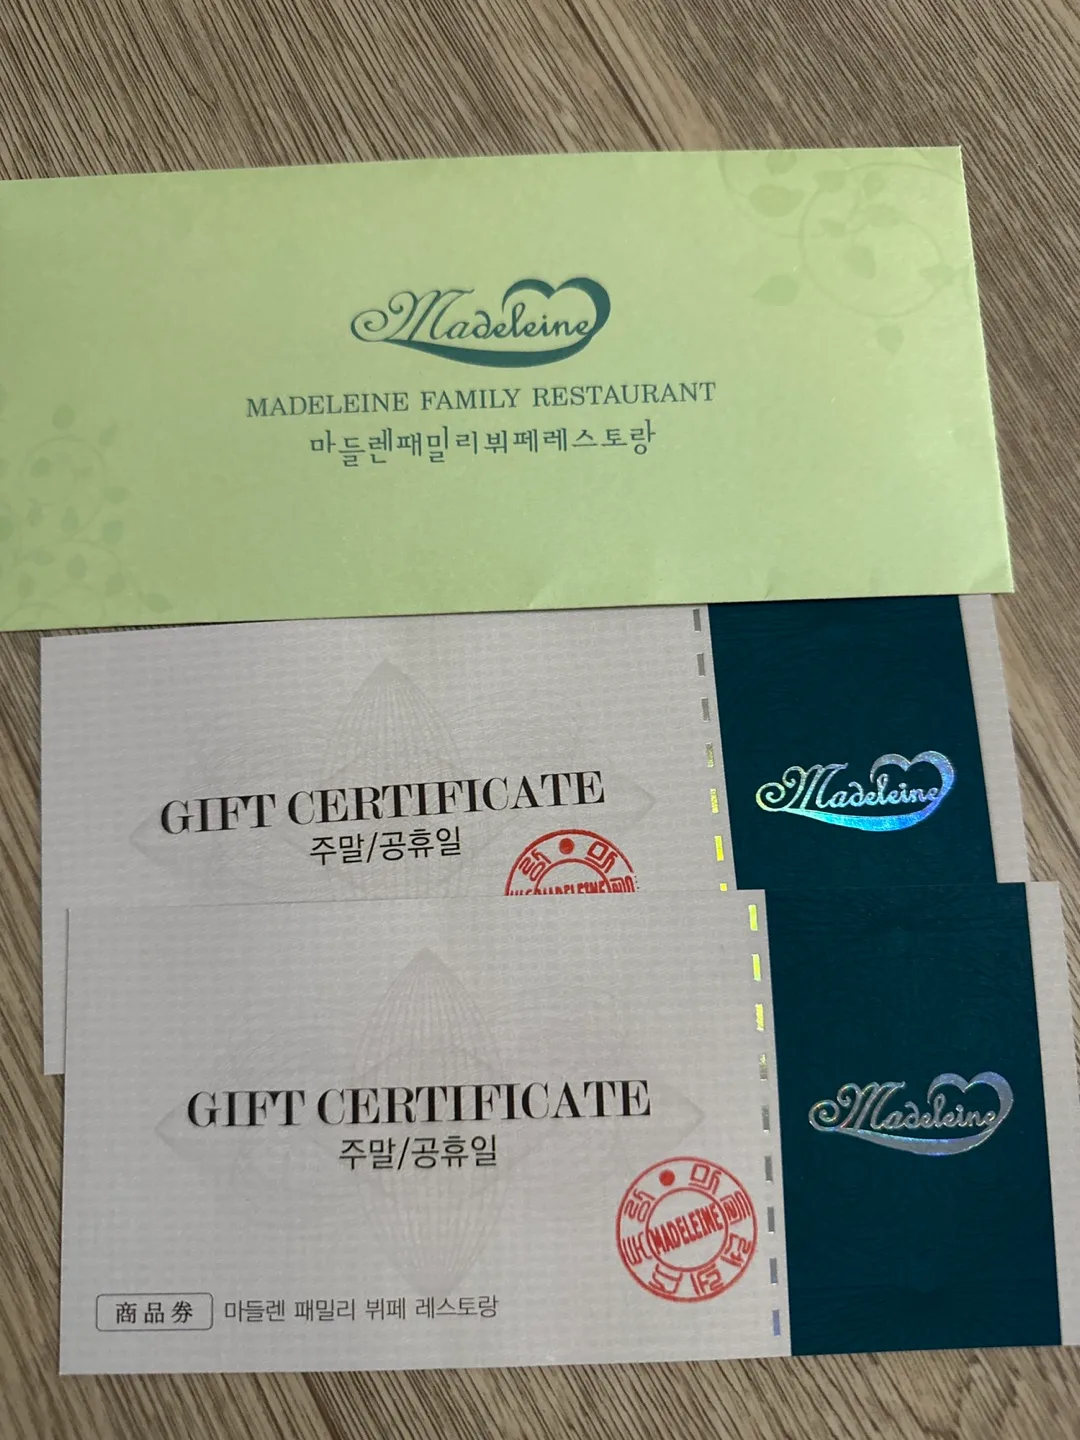 Madeleine
MADELEINE FAMILY RESTAURANT
마들렌패밀리뷔페레스토랑
GIFT CERTIFICATE
주말/공휴일
MADELEINE
Madeleine
GIFT CERTIFICATE
주말/공휴일
MADELEINE
商品券 마들렌 패밀리 뷔페 레스토랑
Madeleine